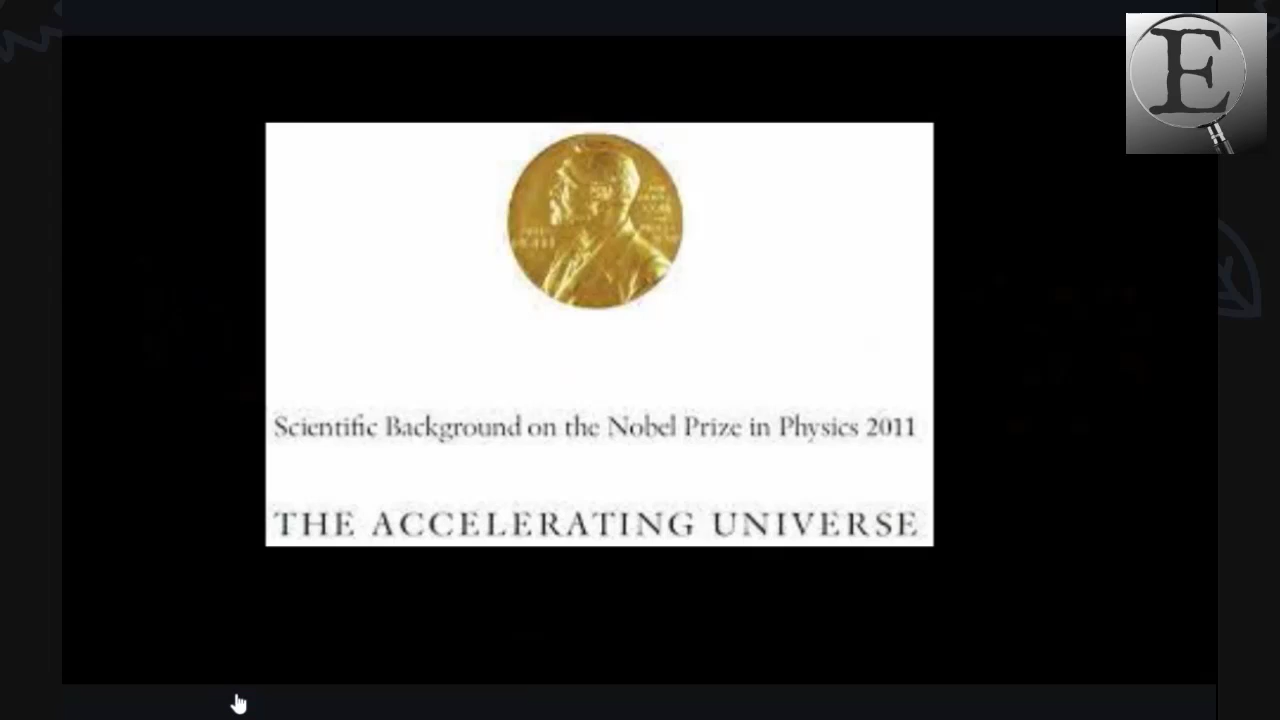 E
Scientific Background on the Nobel Prize in Physics 2011
THE ACCELERATING UNIVERSE